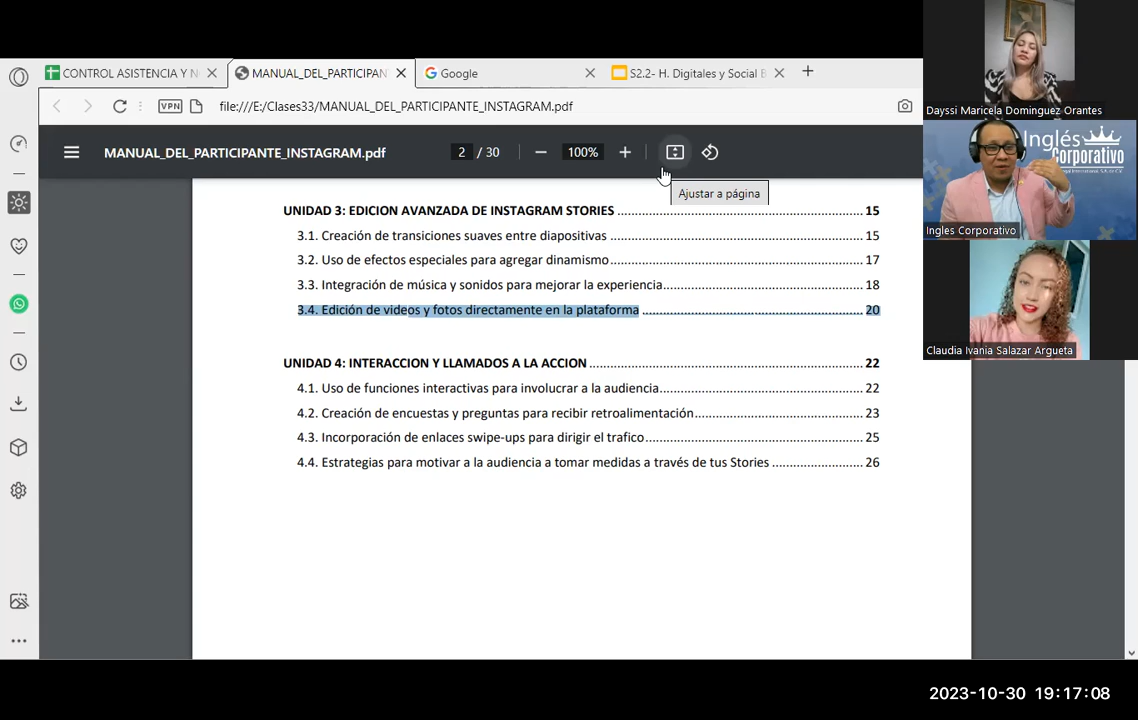 CONTROL ASISTENCIA Y N
MANUAL_DEL_PARTICIPAN
Google
S2.2- H. Digitales y Social B
VPN
file:///E:/Clases33/MANUAL_DEL_PARTICIPANTE_INSTAGRAM.pdf
MANUAL_DEL_PARTICIPANTE_INSTAGRAM.pdf
2 / 30
100%
Ajustar a página
UNIDAD 3: EDICION AVANZADA DE INSTAGRAM STORIES 15
3.1. Creación de transiciones suaves entre diapositivas 15
3.2. Uso de efectos especiales para agregar dinamismo 17
3.3. Integración de música y sonidos para mejorar la experiencia 18
3.4. Edición de videos y fotos directamente en la plataforma 20
UNIDAD 4: INTERACCION Y LLAMADOS A LA ACCION 22
4.1. Uso de funciones interactivas para involucrar a la audiencia 22
4.2. Creación de encuestas y preguntas para recibir retroalimentación 23
4.3. Incorporación de enlaces swipe-ups para dirigir el trafico 25
4.4. Estrategias para motivar a la audiencia a tomar medidas a través de tus Stories 26
Dayssi Maricela Dominguez Orantes
Inglés
Corporativo
Ingles Corporativo
Claudia Ivania Salazar Argueta
2023-10-30 19:17:08